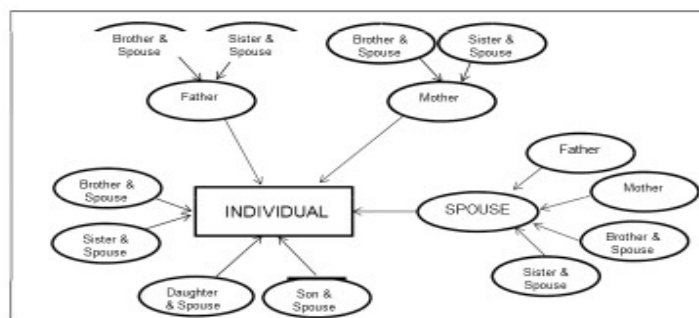 Brother &
Spouse
Sister &
Spouse
Brother &
Spouse
Sister &
Spouse
Father
Mother
Father
Mother
Brother &
Spouse
INDIVIDUAL
SPOUSE
Sister &
Spouse
Brother &
Spouse
Sister &
Spouse
Daughter
& Spouse
Son &
Spouse